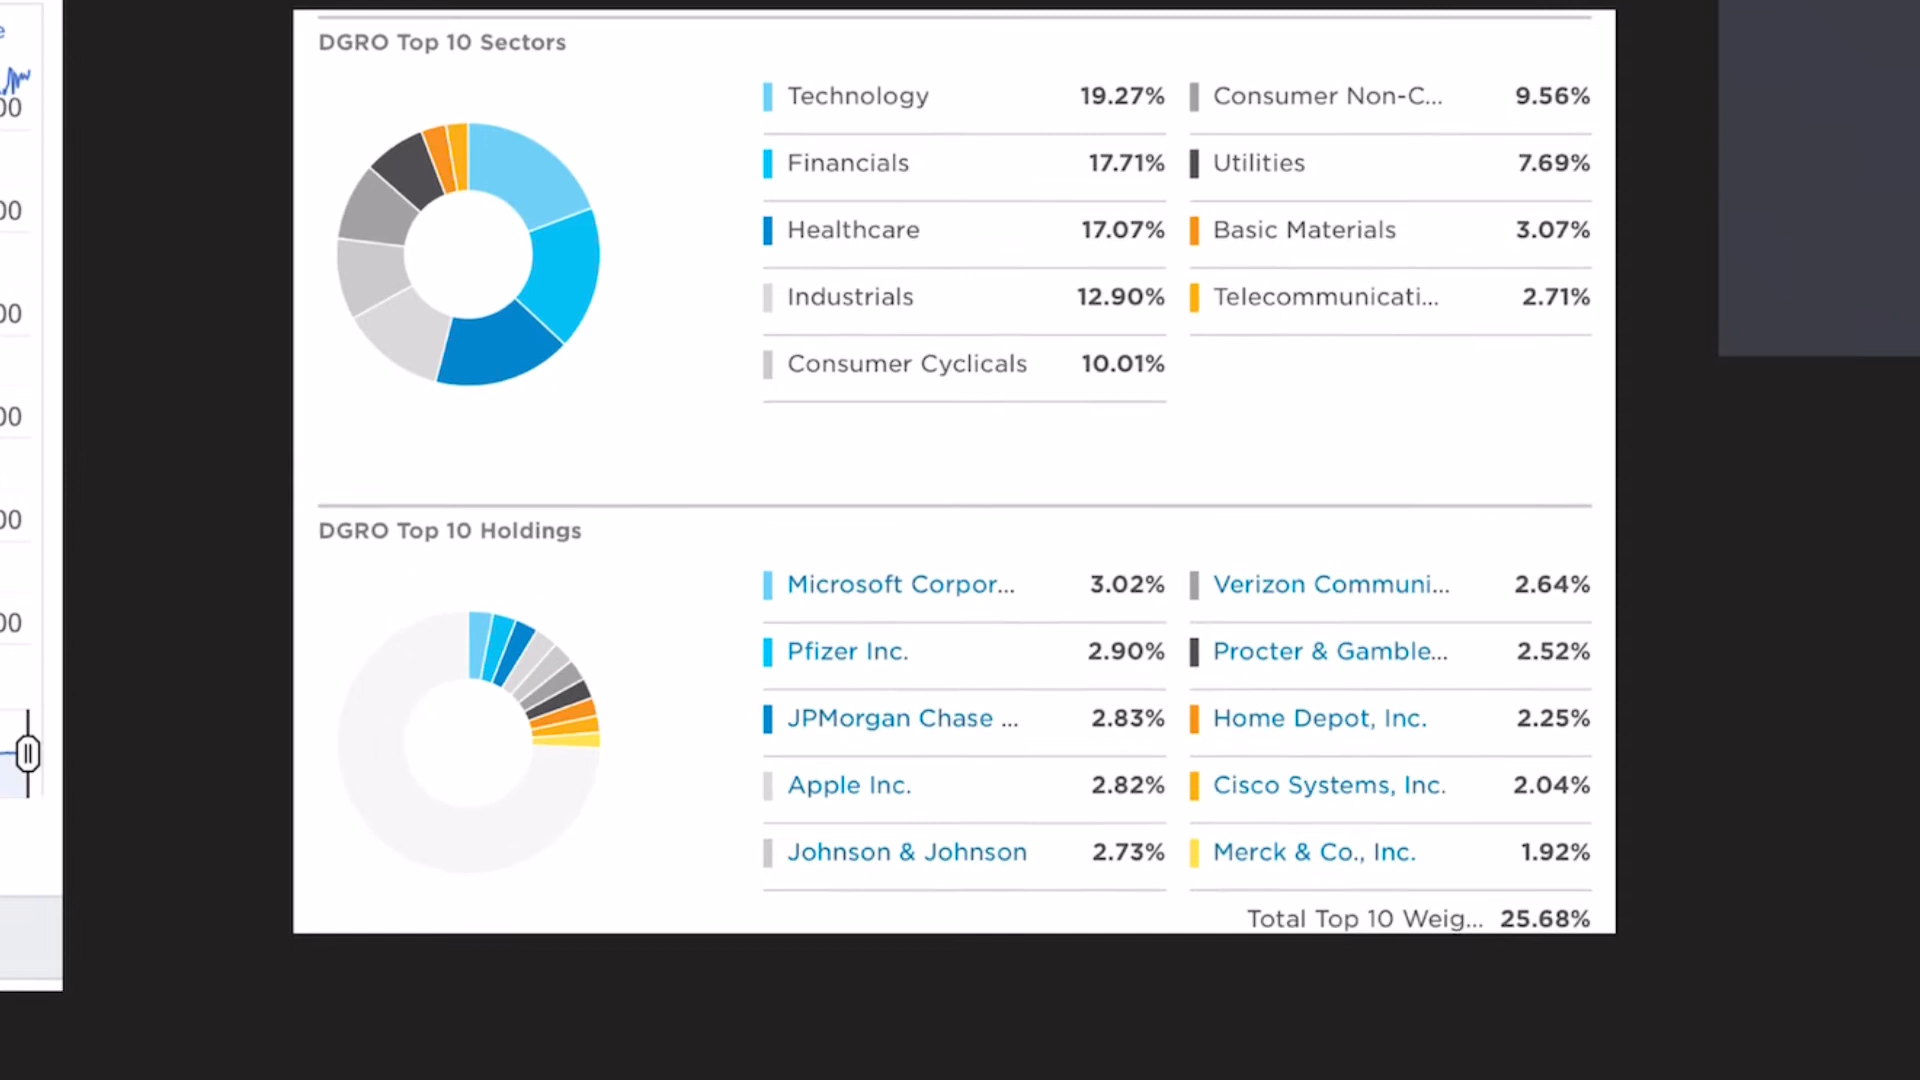 DGRO Top 10 Sectors
Technology 19.27%
Financials 17.71%
Healthcare 17.07%
Industrials 12.90%
Consumer Cyclicals 10.01%
Consumer Non-C... 9.56%
Utilities 7.69%
Basic Materials 3.07%
Telecommunicati... 2.71%
DGRO Top 10 Holdings
Microsoft Corpor... 3.02%
Pfizer Inc. 2.90%
JPMorgan Chase ... 2.83%
Apple Inc. 2.82%
Johnson & Johnson 2.73%
Verizon Communi... 2.64%
Procter & Gamble... 2.52%
Home Depot, Inc. 2.25%
Cisco Systems, Inc. 2.04%
Merck & Co., Inc. 1.92%
Total Top 10 Weig... 25.68%